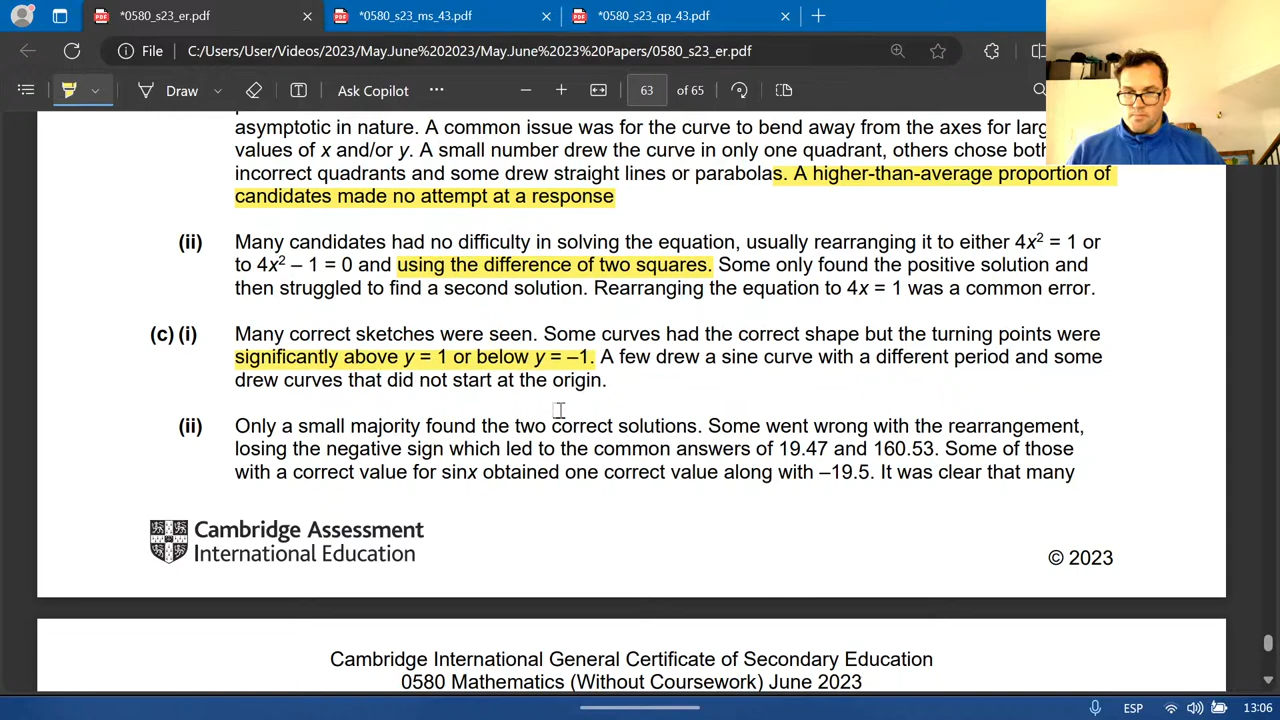 *0580_s23_er.pdf
*0580_s23_ms_43.pdf
*0580_s23_qp_43.pdf
File
C:/Users/User/Videos/2023/May.June%202023/May.June%2023%20Papers/0580_s23_er.pdf
Draw
Ask Copilot
63 of 65
asymptotic in nature. A common issue was for the curve to bend away from the axes for
values of x and/or y. A small number drew the curve in only one quadrant, others chose
incorrect quadrants and some drew straight lines or parabolas. A higher-than-average proportion of
candidates made no attempt at a response
(ii) Many candidates had no difficulty in solving the equation, usually rearranging it to either 4x² = 1 or
to 4x² – 1 = 0 and using the difference of two squares. Some only found the positive solution and
then struggled to find a second solution. Rearranging the equation to 4x = 1 was a common error.
(c) (i) Many correct sketches were seen. Some curves had the correct shape but the turning points were
significantly above y = 1 or below y = –1. A few drew a sine curve with a different period and some
drew curves that did not start at the origin.
(ii) Only a small majority found the two correct solutions. Some went wrong with the rearrangement,
losing the negative sign which led to the common answers of 19.47 and 160.53. Some of those
with a correct value for sinx obtained one correct value along with –19.5. It was clear that many
Cambridge Assessment
International Education
© 2023
Cambridge International General Certificate of Secondary Education
0580 Mathematics (Without Coursework) June 2023
ESP
13:06